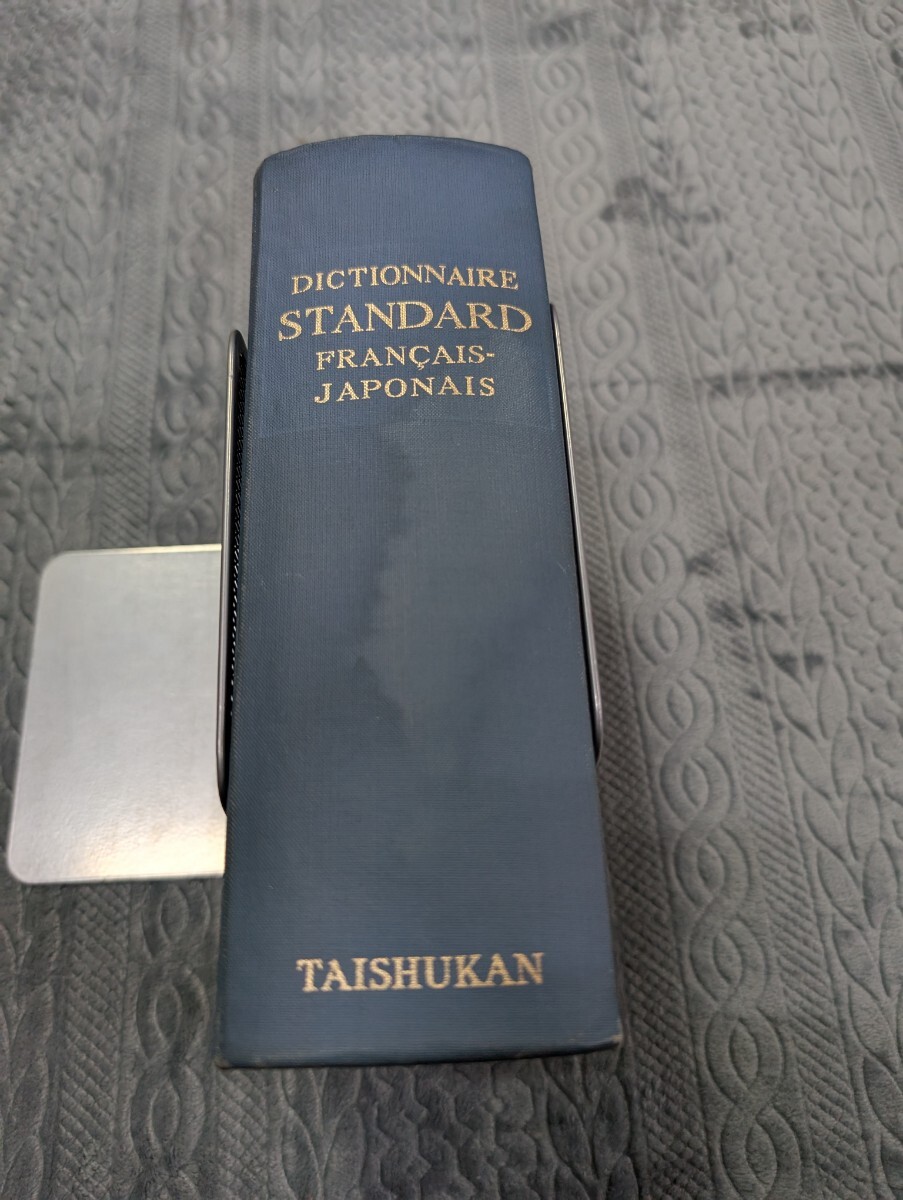 DICTIONNAIRE
STANDARD
FRANÇAIS-
JAPONAIS
TAISHUKAN